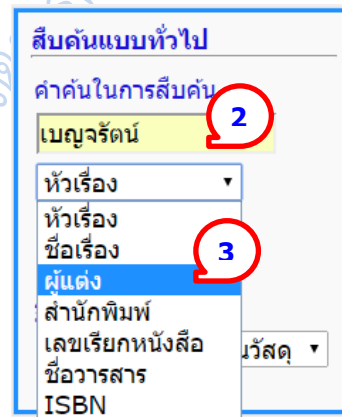 สืบค้นแบบทั่วไป
คำค้นในการสืบค้น
2
เบญจรัตน์
หัวเรื่อง
หัวเรื่อง
ชื่อเรื่อง
3
ผู้แต่ง
สำนักพิมพ์
เลขเรียกหนังสือ
วัสดุ
ชื่อวารสาร
ISBN